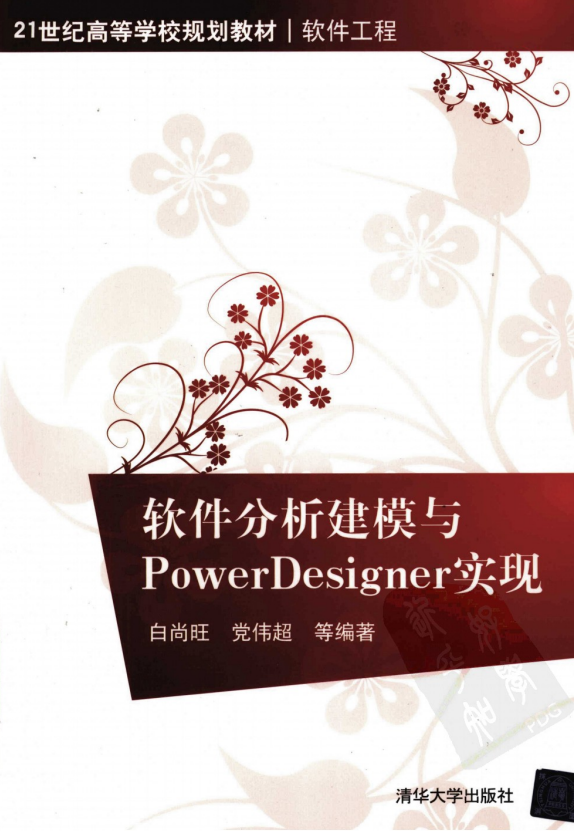 21世纪高等学校规划教材 | 软件工程
软件分析建模与
PowerDesigner实现
白尚旺 党伟超 等编著
PDG
清华大学出版社